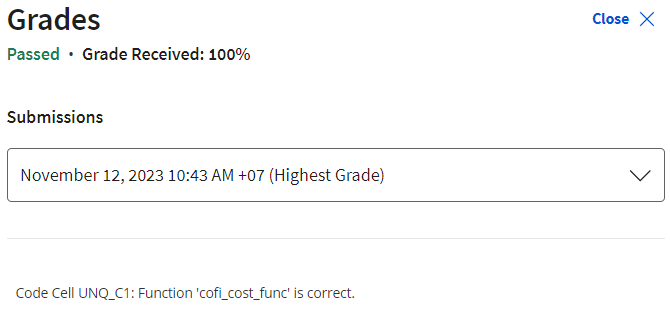 Grades
Close
Passed • Grade Received: 100%
Submissions
November 12, 2023 10:43 AM +07 (Highest Grade)
Code Cell UNQ_C1: Function 'cofi_cost_func' is correct.